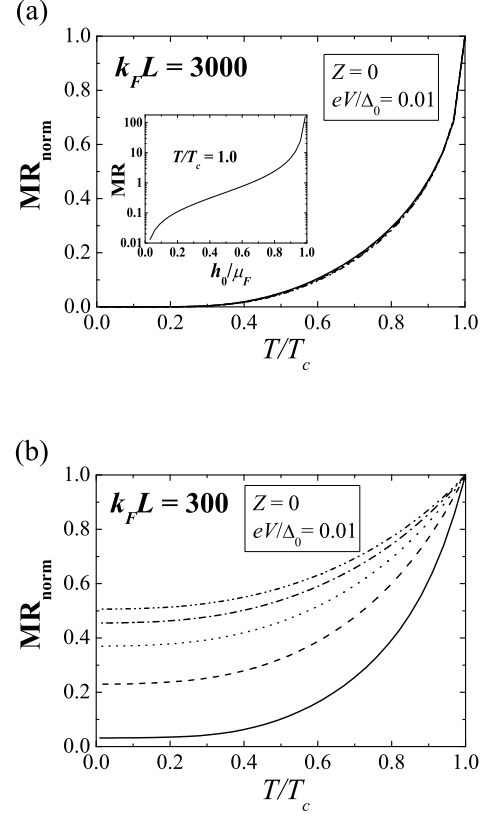 (a)
k_F L = 3000
Z = 0
eV/Δ₀ = 0.01
MR_norm
1.0
0.8
0.6
0.4
0.2
0.0
0.0 0.2 0.4 0.6 0.8 1.0
T/T_c
MR
100
10
1
0.1
0.01
T/T_c = 1.0
0.0 0.2 0.4 0.6 0.8 1.0
h₀/μ_F
(b)
k_F L = 300
Z = 0
eV/Δ₀ = 0.01
MR_norm
1.0
0.8
0.6
0.4
0.2
0.0
0.0 0.2 0.4 0.6 0.8 1.0
T/T_c